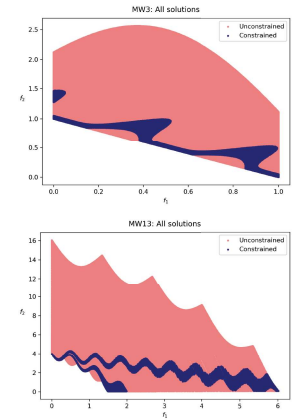 MW3: All solutions
Unconstrained
Constrained
2.5
2.0
1.5
1.0
0.5
0.0
f₂
0.0 0.2 0.4 0.6 0.8 1.0
f₁
MW13: All solutions
Unconstrained
Constrained
16
14
12
10
8
6
4
2
0
f₂
0 1 2 3 4 5 6
f₁